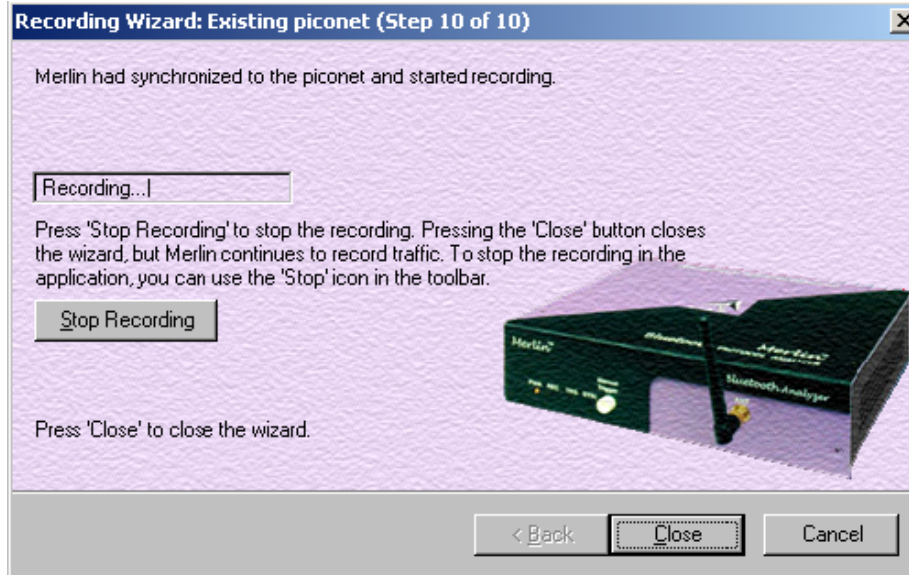 Recording Wizard: Existing piconet (Step 10 of 10)
Merlin had synchronized to the piconet and started recording.
Recording...
Press 'Stop Recording' to stop the recording. Pressing the 'Close' button closes
the wizard, but Merlin continues to record traffic. To stop the recording in the
application, you can use the 'Stop' icon in the toolbar.
Stop Recording
Merlin™
Merlin™
Bluetooth Analyzer
Press 'Close' to close the wizard.
< Back
Close
Cancel